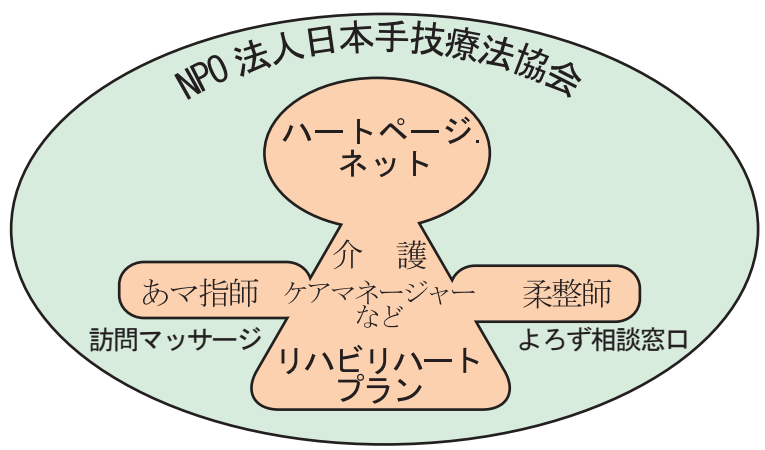 NPO法人日本手技療法協会
ハートページ.
ネット
介　護
あマ指師
ケアマネージャー
など
柔整師
訪問マッサージ
よろず相談窓口
リハビリハート
プラン